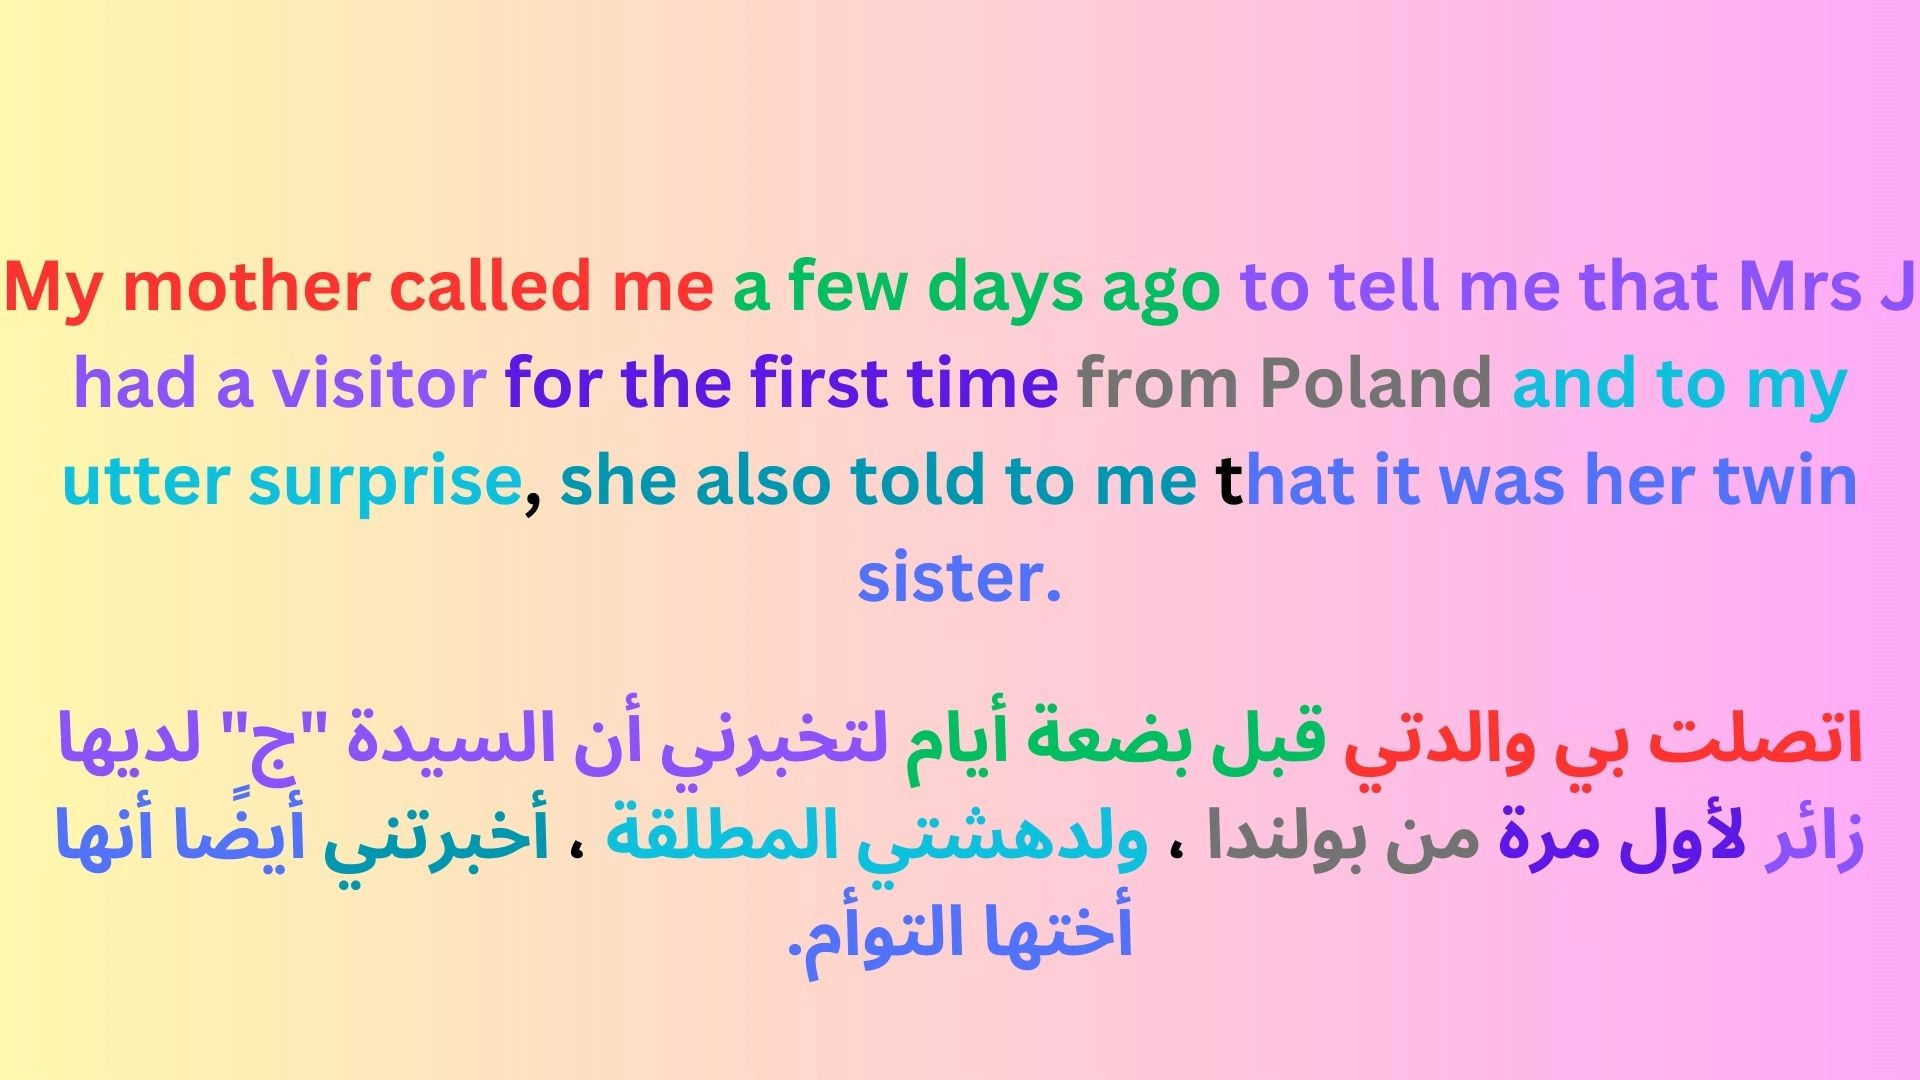 My mother called me a few days ago to tell me that Mrs J
had a visitor for the first time from Poland and to my
utter surprise, she also told to me that it was her twin
sister.
اتصلت بي والدتي قبل بضعة أيام لتخبرني أن السيدة "ج" لديها
زائر لأول مرة من بولندا ، ولدهشتي المطلقة ، أخبرتني أيضًا أنها
أختها التوأم.